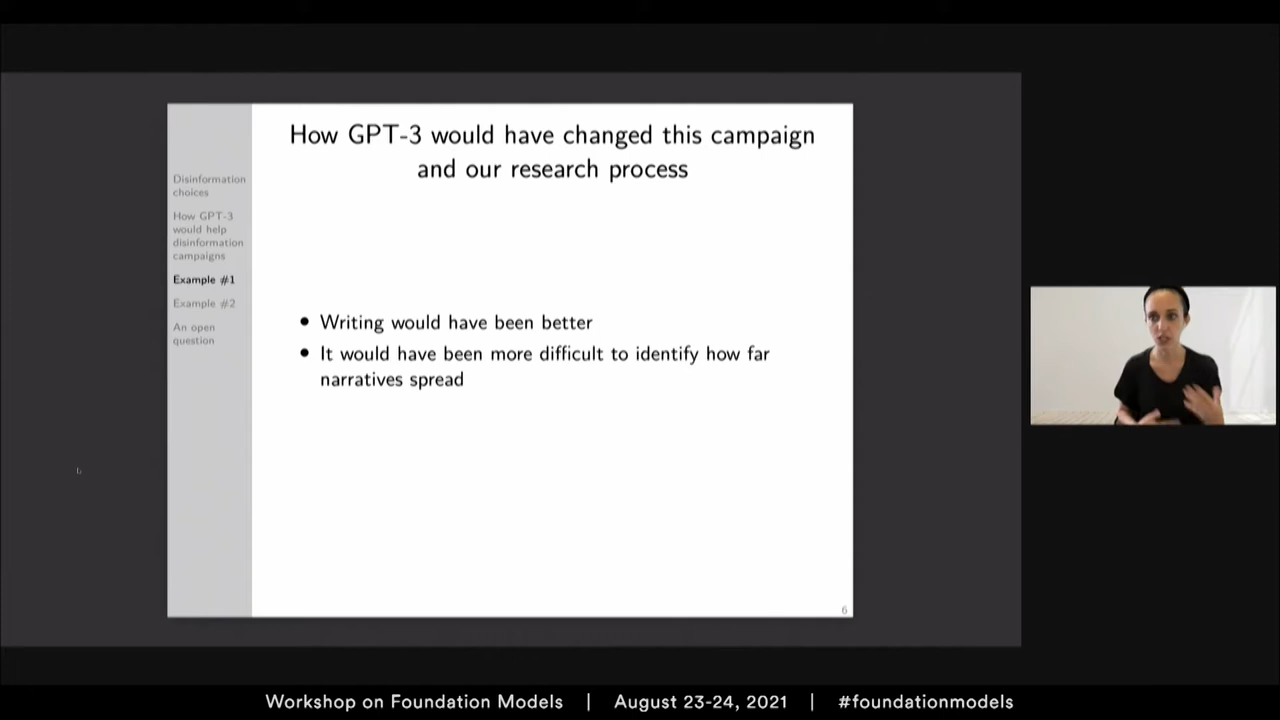 How GPT-3 would have changed this campaign
and our research process
Disinformation
choices
How GPT-3
would help
disinformation
campaigns
Example #1
Example #2
An open
question
• Writing would have been better
• It would have been more difficult to identify how far
narratives spread
6
Workshop on Foundation Models | August 23-24, 2021 | #foundationmodels